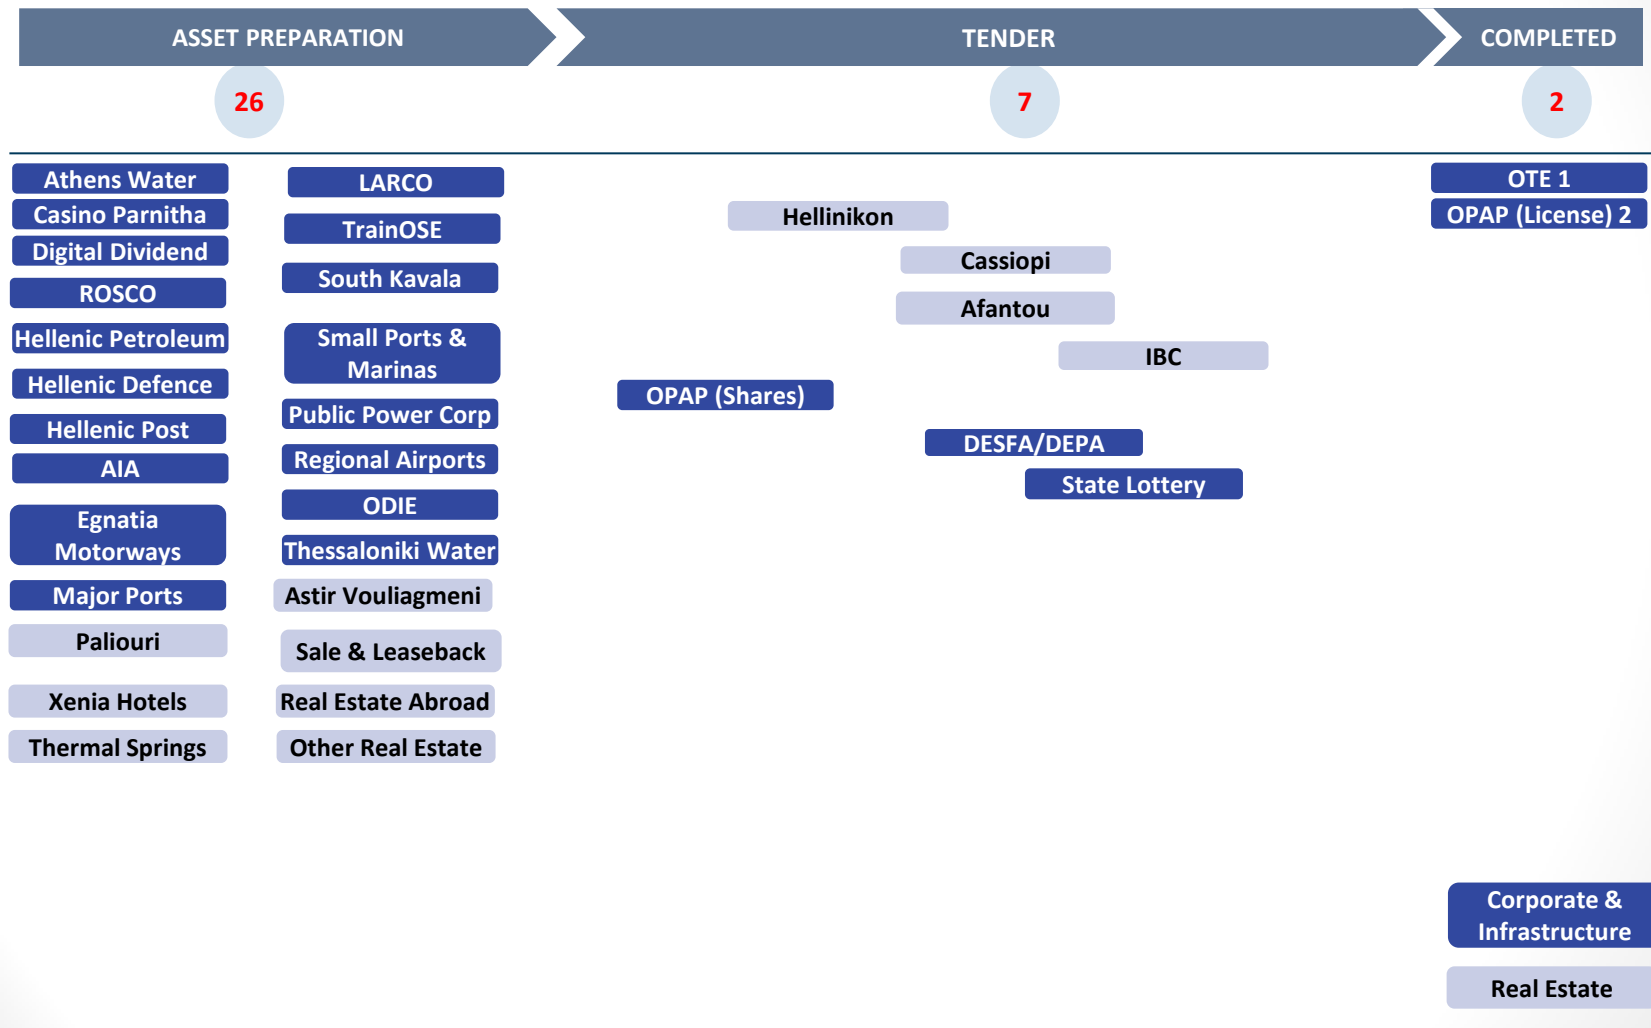 ASSET PREPARATION
TENDER
COMPLETED
26
7
2
Athens Water
Casino Parnitha
Digital Dividend
ROSCO
Hellenic Petroleum
Hellenic Defence
Hellenic Post
AIA
Egnatia
Motorways
Major Ports
Paliouri
Xenia Hotels
Thermal Springs
LARCO
TrainOSE
South Kavala
Small Ports &
Marinas
Public Power Corp
Regional Airports
ODIE
Thessaloniki Water
Astir Vouliagmeni
Sale & Leaseback
Real Estate Abroad
Other Real Estate
Hellinikon
Cassiopi
Afantou
IBC
OPAP (Shares)
DESFA/DEPA
State Lottery
OTE 1
OPAP (License) 2
Corporate &
Infrastructure
Real Estate